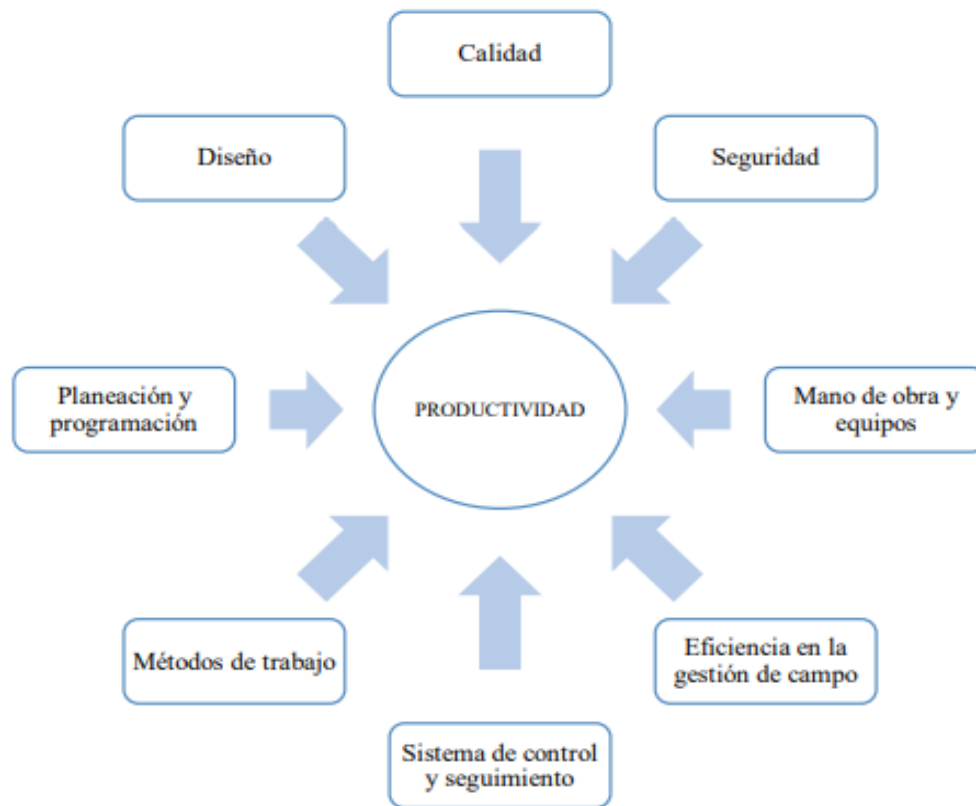 Calidad
Diseño
Seguridad
Planeación y
programación
PRODUCTIVIDAD
Mano de obra y
equipos
Métodos de trabajo
Eficiencia en la
gestión de campo
Sistema de control
y seguimiento